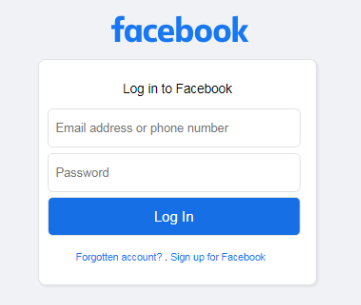 facebook
Log in to Facebook
Email address or phone number
Password
Log In
Forgotten account? . Sign up for Facebook